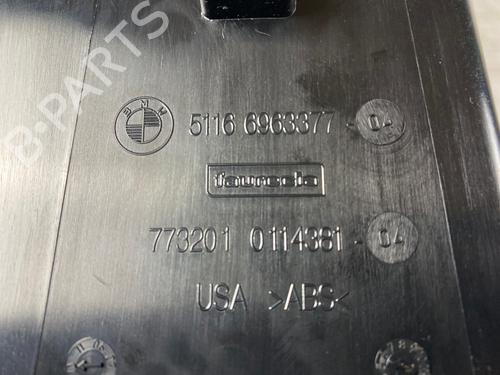 B-PARTS
BMW
5116 6963377-04
faurecia
773201 0114381-04
USA >ABS<